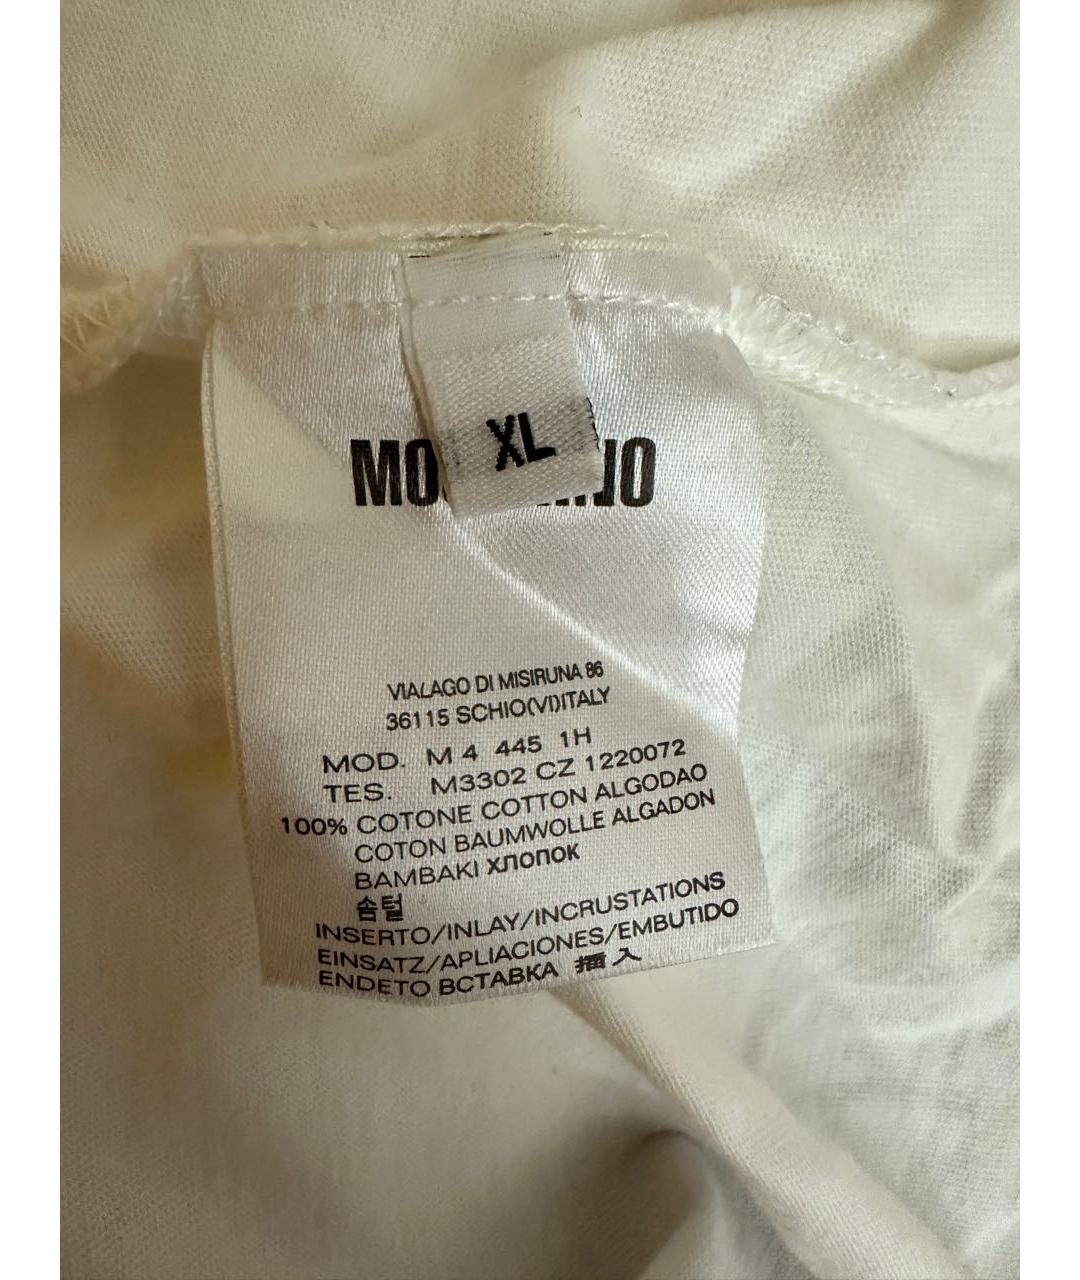 XL
VIALAGO DI MISIRUNA 86
36115 SCHIO(VI)ITALY
MOD. M 4 445 1H
TES. M3302 CZ 1220072
100% COTONE COTTON ALGODAO
COTON BAUMWOLLE ALGADON
BAMBAKI ХЛОПОК
솜털
INSERTO/INLAY/INCRUSTATIONS
EINSATZ/APLIACIONES/EMBUTIDO
ENDETO ВСТАВКА 插入